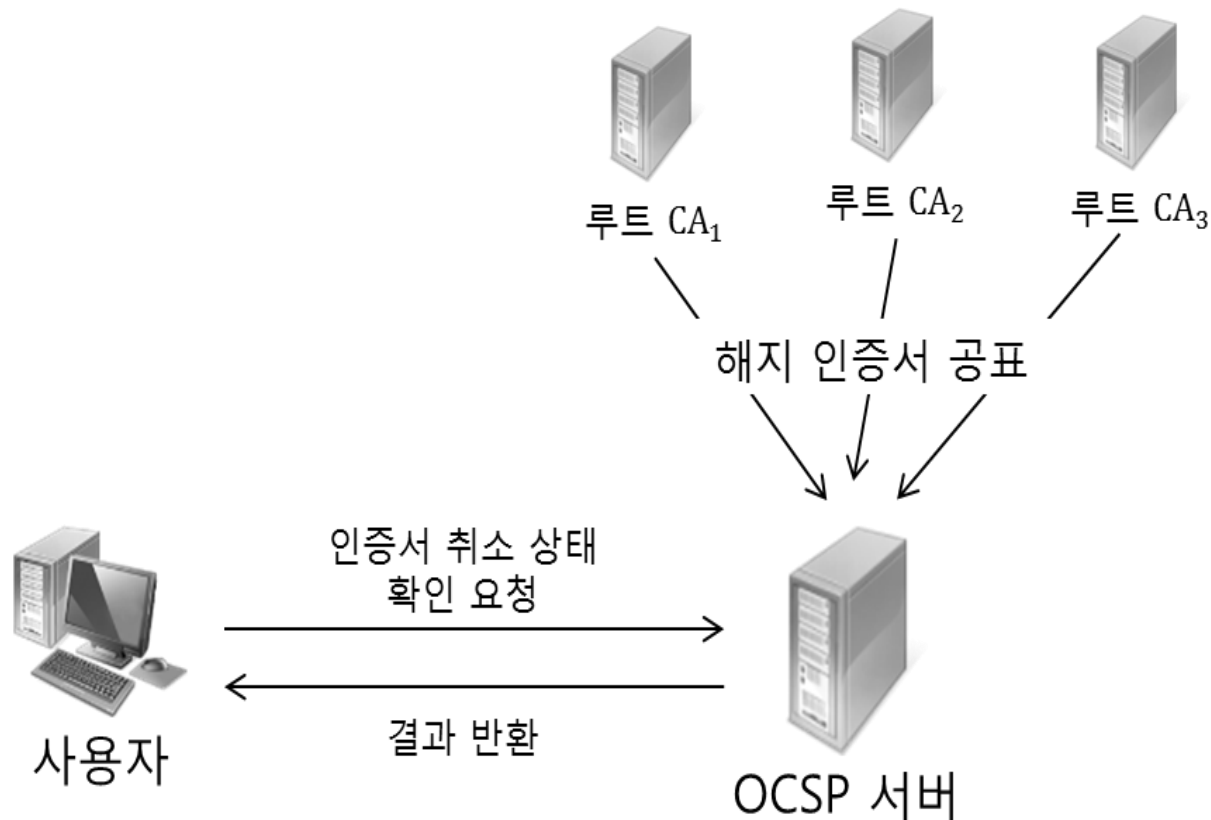 루트 CA₁
루트 CA₂
루트 CA₃
해지 인증서 공표
인증서 취소 상태
확인 요청
결과 반환
사용자
OCSP 서버